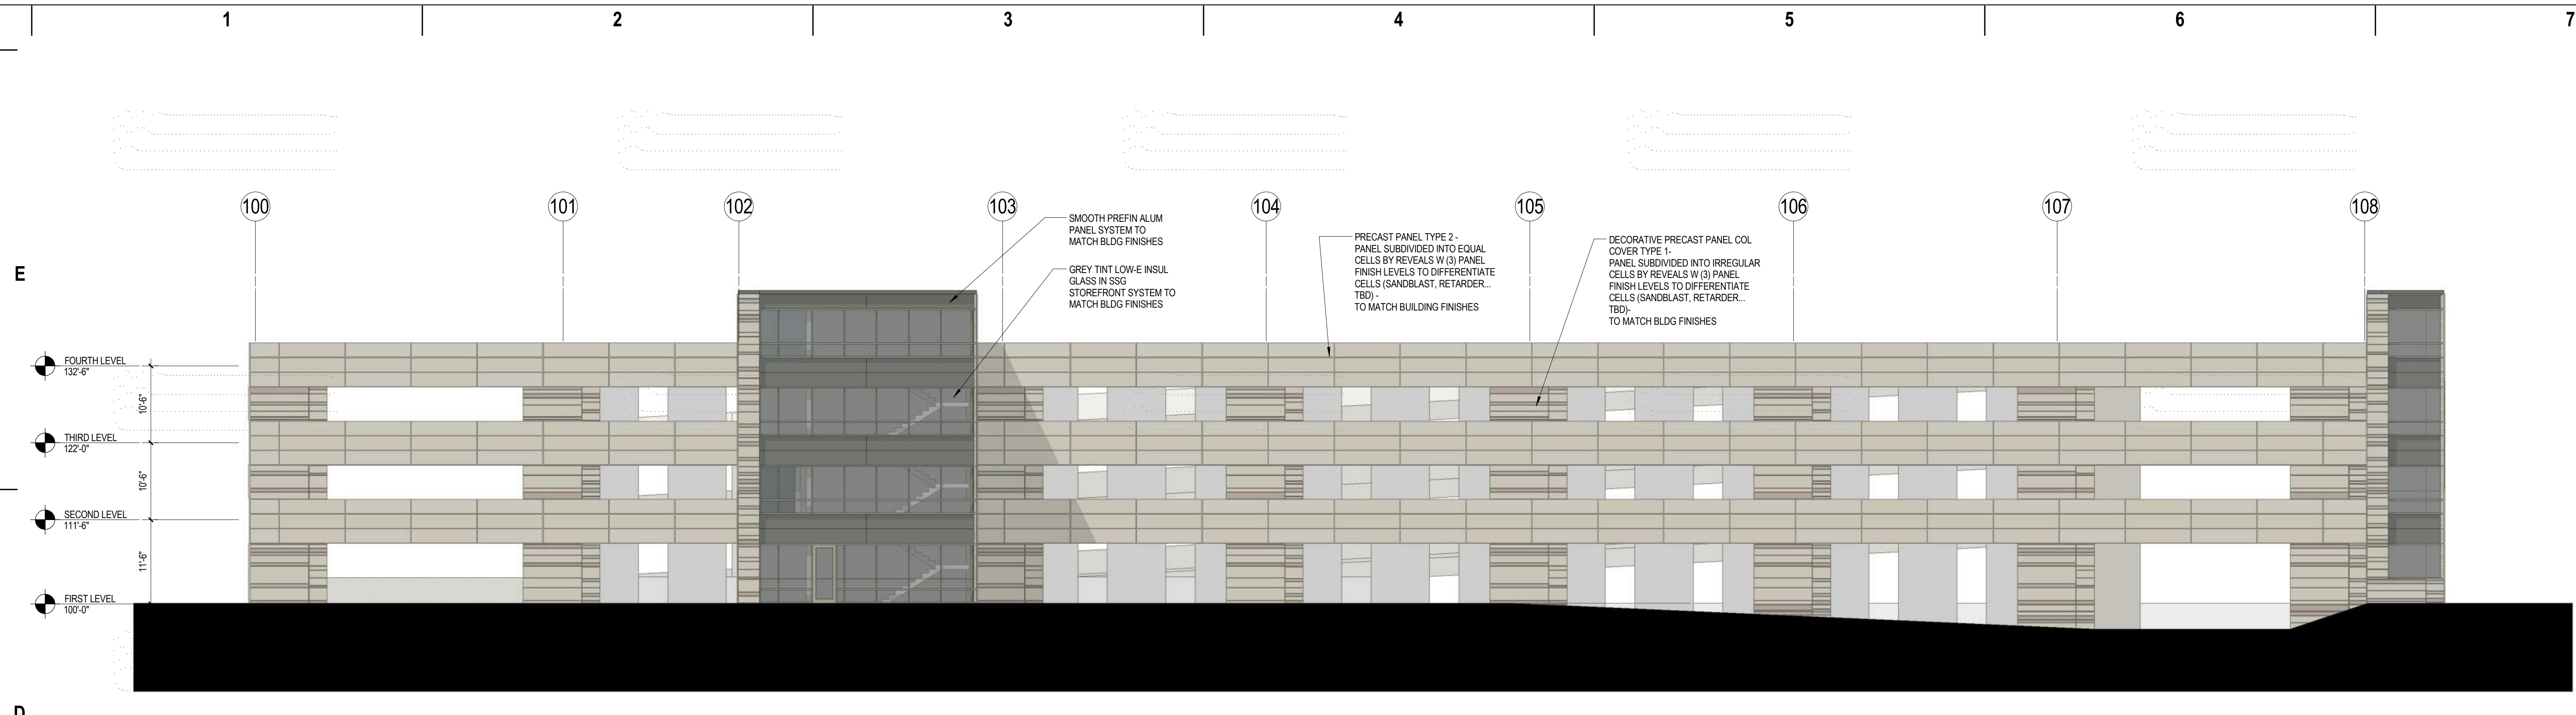 1 2 3 4 5 6 7
100 101 102 103 104 105 106 107 108
SMOOTH PREFIN ALUM
PANEL SYSTEM TO
MATCH BLDG FINISHES
GREY TINT LOW-E INSUL
GLASS IN SSG
STOREFRONT SYSTEM TO
MATCH BLDG FINISHES
PRECAST PANEL TYPE 2 -
PANEL SUBDIVIDED INTO EQUAL
CELLS BY REVEALS W (3) PANEL
FINISH LEVELS TO DIFFERENTIATE
CELLS (SANDBLAST, RETARDER...
TBD) -
TO MATCH BUILDING FINISHES
DECORATIVE PRECAST PANEL COL
COVER TYPE 1-
PANEL SUBDIVIDED INTO IRREGULAR
CELLS BY REVEALS W (3) PANEL
FINISH LEVELS TO DIFFERENTIATE
CELLS (SANDBLAST, RETARDER...
TBD)-
TO MATCH BLDG FINISHES
E
FOURTH LEVEL
132'-6"
10'-6"
THIRD LEVEL
122'-0"
10'-6"
SECOND LEVEL
111'-6"
11'-6"
FIRST LEVEL
100'-0"
D